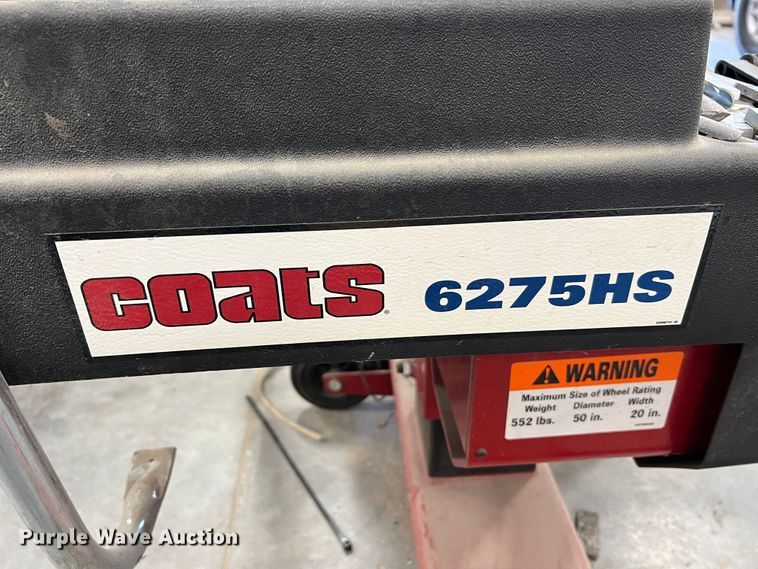 coats
6275HS
WARNING
Maximum Size of Wheel Rating
Weight Diameter Width
552 lbs. 50 in. 20 in.
Purple Wave Auction